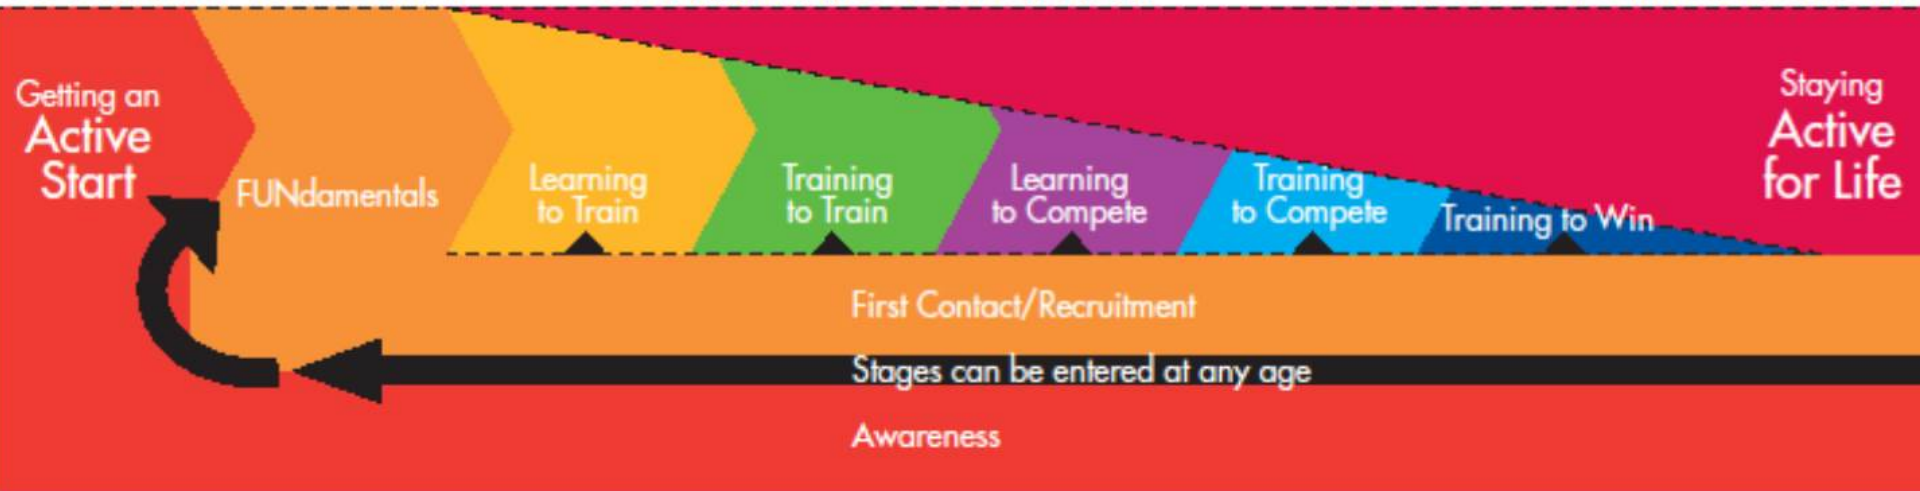 Getting an
Active
Start
FUNdamentals
Learning
to Train
Training
to Train
Learning
to Compete
Training
to Compete
Training to Win
Staying
Active
for Life
First Contact/Recruitment
Stages can be entered at any age
Awareness